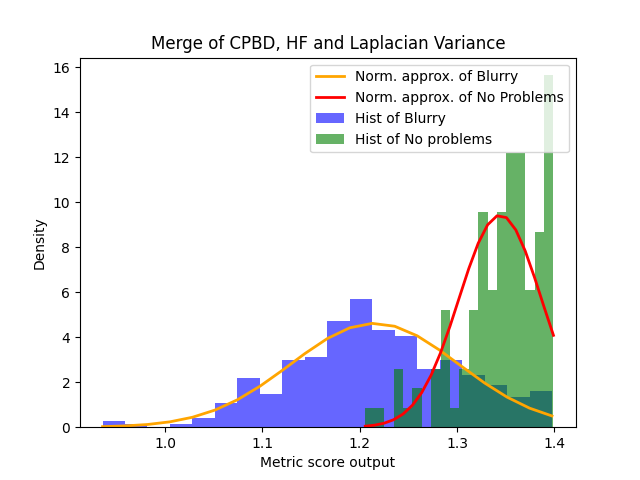 Merge of CPBD, HF and Laplacian Variance
Norm. approx. of Blurry
Norm. approx. of No Problems
Hist of Blurry
Hist of No problems
Density
16
14
12
10
8
6
4
2
0
1.0 1.1 1.2 1.3 1.4
Metric score output